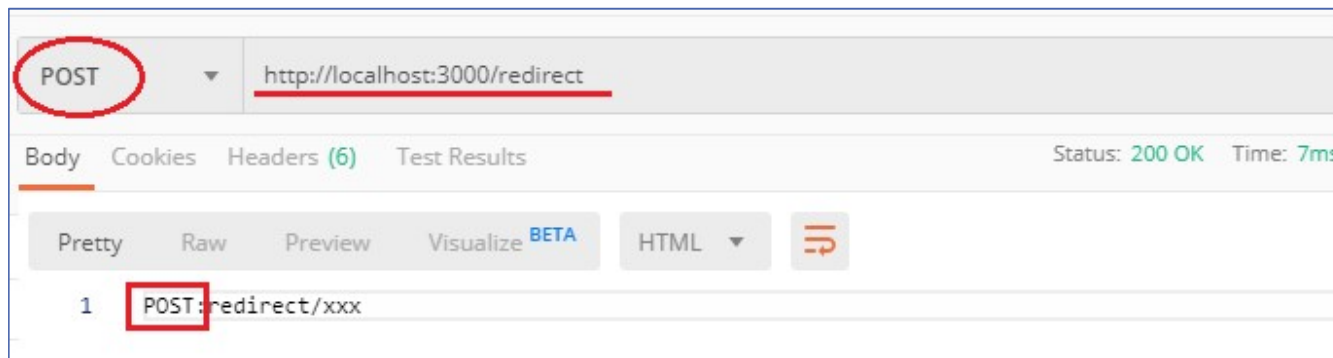 POST http://localhost:3000/redirect
Body Cookies Headers (6) Test Results Status: 200 OK Time: 7ms
Pretty Raw Preview Visualize BETA HTML
1 POST:redirect/xxx